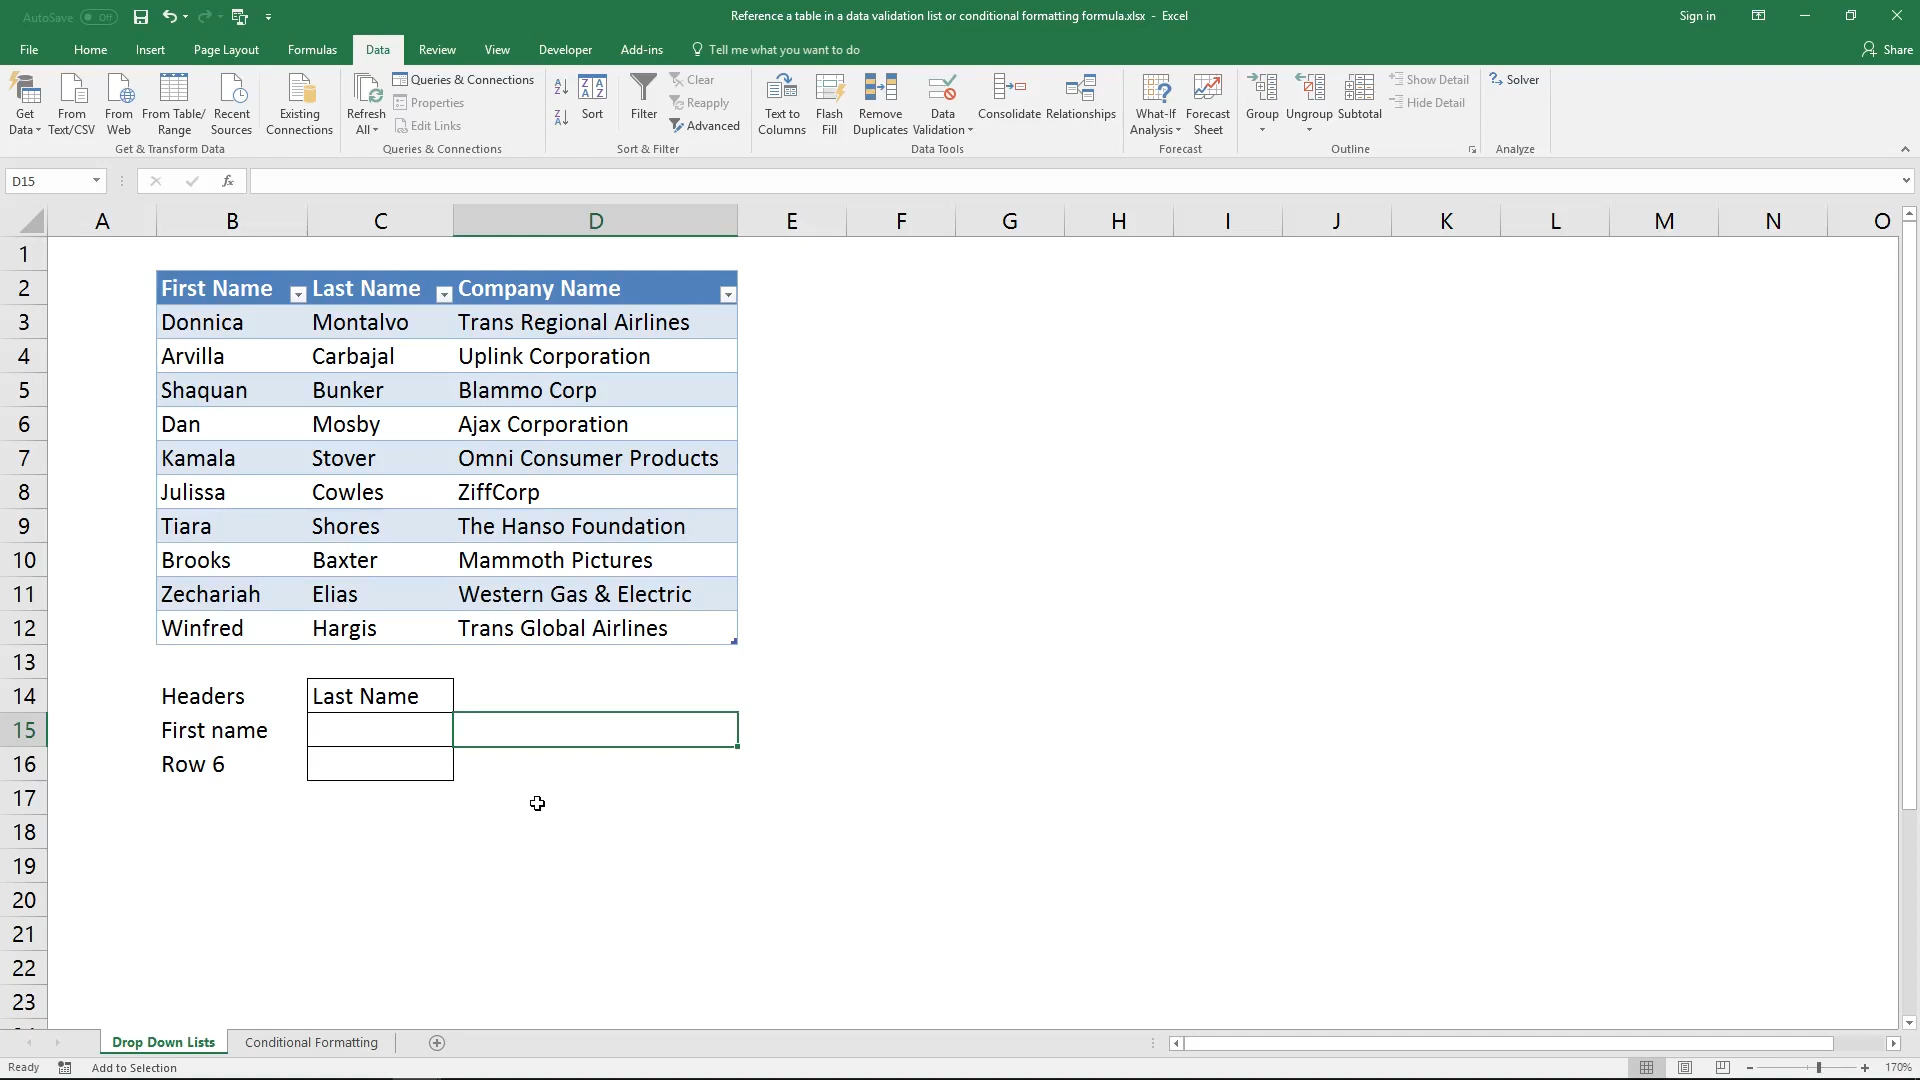 AutoSave Off
Reference a table in a data validation list or conditional formatting formula.xlsx - Excel
Sign in
File Home Insert Page Layout Formulas Data Review View Developer Add-ins Tell me what you want to do Share
Get Data
From Text/CSV
From Web
From Table/ Range
Recent Sources
Existing Connections
Get & Transform Data
Refresh All
Queries & Connections
Properties
Edit Links
Queries & Connections
Sort
Filter
Clear
Reapply
Advanced
Sort & Filter
Text to Columns
Flash Fill
Remove Duplicates
Data Validation
Consolidate
Relationships
Data Tools
What-If Analysis
Forecast Sheet
Forecast
Group
Ungroup
Subtotal
Show Detail
Hide Detail
Outline
Solver
Analyze
D15
fx
A B C D E F G H I J K L M N O
1
2 First Name Last Name Company Name
3 Donnica Montalvo Trans Regional Airlines
4 Arvilla Carbajal Uplink Corporation
5 Shaquan Bunker Blammo Corp
6 Dan Mosby Ajax Corporation
7 Kamala Stover Omni Consumer Products
8 Julissa Cowles ZiffCorp
9 Tiara Shores The Hanso Foundation
10 Brooks Baxter Mammoth Pictures
11 Zechariah Elias Western Gas & Electric
12 Winfred Hargis Trans Global Airlines
13
14 Headers Last Name
15 First name
16 Row 6
17
18
19
20
21
22
23
Drop Down Lists Conditional Formatting
Ready Add to Selection 170%